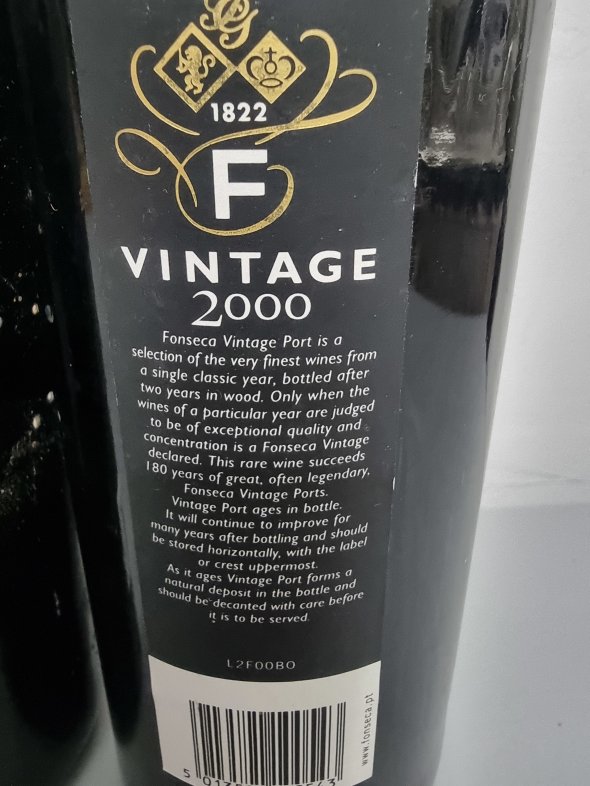 1822
F
VINTAGE
2000
Fonseca Vintage Port is a
selection of the very finest wines from
a single classic year, bottled after
two years in wood. Only when the
wines of a particular year are judged
to be of exceptional quality and
concentration is a Fonseca Vintage
declared. This rare wine succeeds
180 years of great, often legendary,
Fonseca Vintage Ports.
Vintage Port ages in bottle.
It will continue to improve for
many years after bottling and should
be stored horizontally, with the label
or crest uppermost.
As it ages Vintage Port forms a
natural deposit in the bottle and
should be decanted with care before
it is to be served.
L2F00BO
www.fonseca.pt